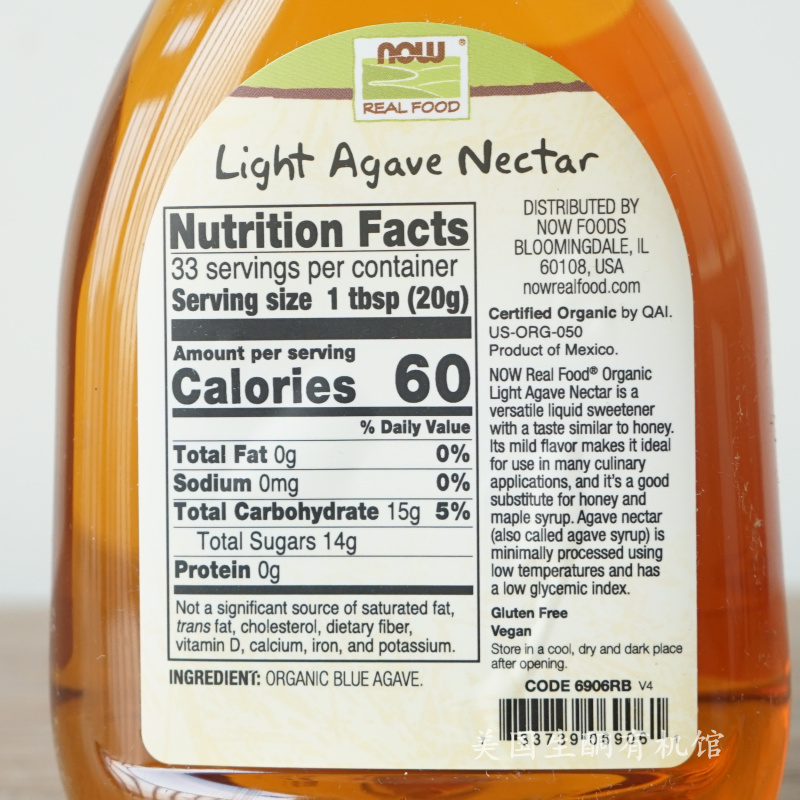 NOW®
REAL FOOD
Light Agave Nectar
Nutrition Facts
33 servings per container
Serving size 1 tbsp (20g)
Amount per serving
Calories 60
% Daily Value
Total Fat 0g 0%
Sodium 0mg 0%
Total Carbohydrate 15g 5%
Total Sugars 14g
Protein 0g
Not a significant source of saturated fat,
trans fat, cholesterol, dietary fiber,
vitamin D, calcium, iron, and potassium.
INGREDIENT: ORGANIC BLUE AGAVE.
DISTRIBUTED BY
NOW FOODS
BLOOMINGDALE, IL
60108, USA
nowrealfood.com
Certified Organic by QAI.
US-ORG-050
Product of Mexico.
NOW Real Food® Organic
Light Agave Nectar is a
versatile liquid sweetener
with a taste similar to honey.
Its mild flavor makes it ideal
for use in many culinary
applications, and it's a good
substitute for honey and
maple syrup. Agave nectar
(also called agave syrup) is
minimally processed using
low temperatures and has
a low glycemic index.
Gluten Free
Vegan
Store in a cool, dry and dark place
after opening.
CODE 6906RB V4
美国生酮有机馆